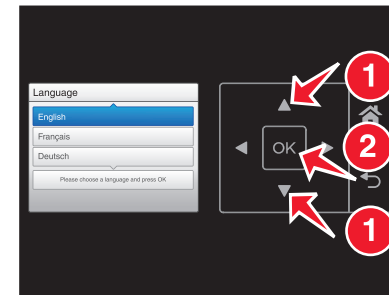 Language
English
Français
Deutsch
Please choose a language and press OK
OK
1
2
1